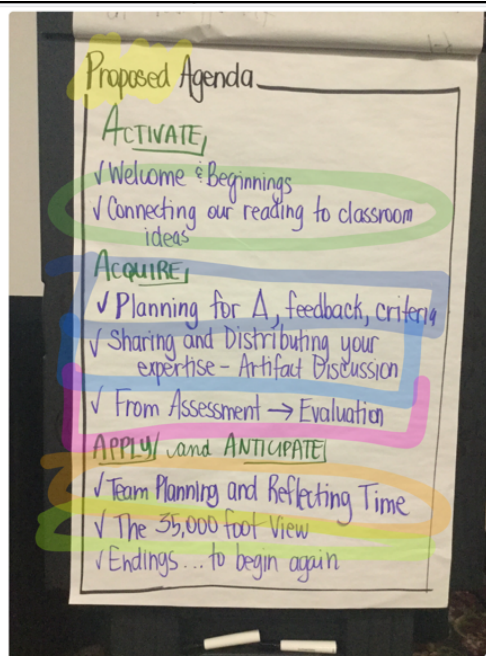 Proposed Agenda
ACTIVATE
√ Welcome & Beginnings
√ Connecting our reading to classroom
ideas
ACQUIRE
√ Planning for Δ, feedback, criteria
√ Sharing and Distributing your
expertise - Artifact Discussion
√ From Assessment → Evaluation
APPLY and ANTICIPATE
√ Team Planning and Reflecting Time
√ The 35,000 foot View
√ Endings... to begin again